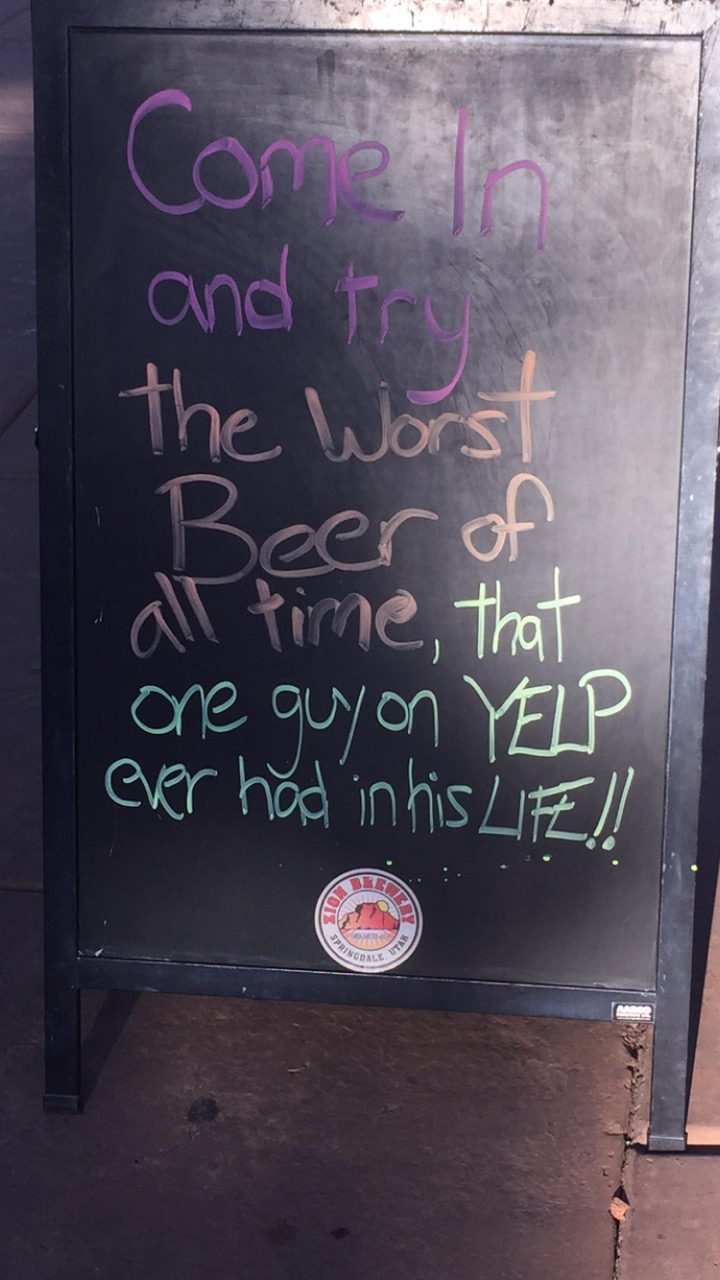 Come In
and try
the Worst
Beer of
all time, that
one guy on YELP
ever had in his LIFE!!
ZION BREWERY
SPRINGDALE, UTAH